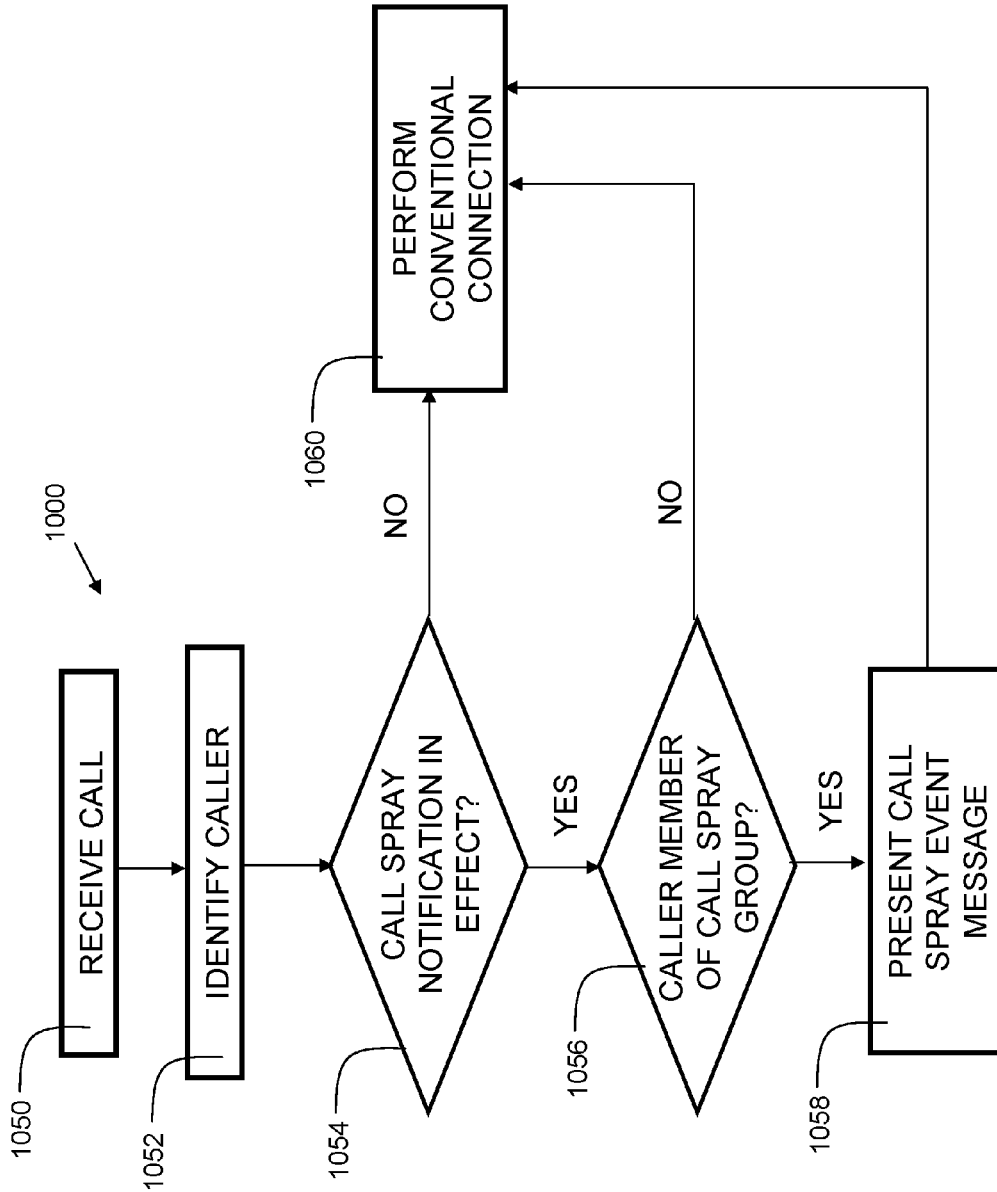 1000
1050
RECEIVE CALL
1052
IDENTIFY CALLER
1054
CALL SPRAY
NOTIFICATION IN
EFFECT?
NO
1060
PERFORM
CONVENTIONAL
CONNECTION
YES
1056
CALLER MEMBER
OF CALL SPRAY
GROUP?
NO
YES
1058
PRESENT CALL
SPRAY EVENT
MESSAGE